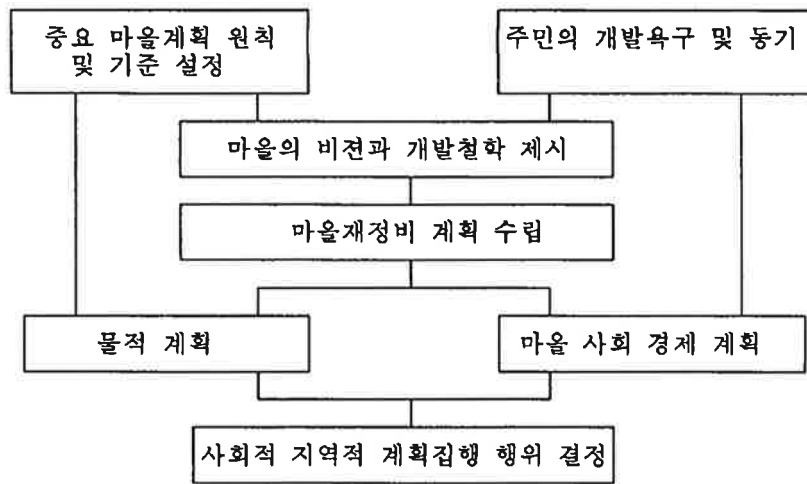 중요 마을계획 원칙
및 기준 설정
주민의 개발욕구 및 동기
마을의 비젼과 개발철학 제시
마을재정비 계획 수립
물적 계획
마을 사회 경제 계획
사회적 지역적 계획집행 행위 결정